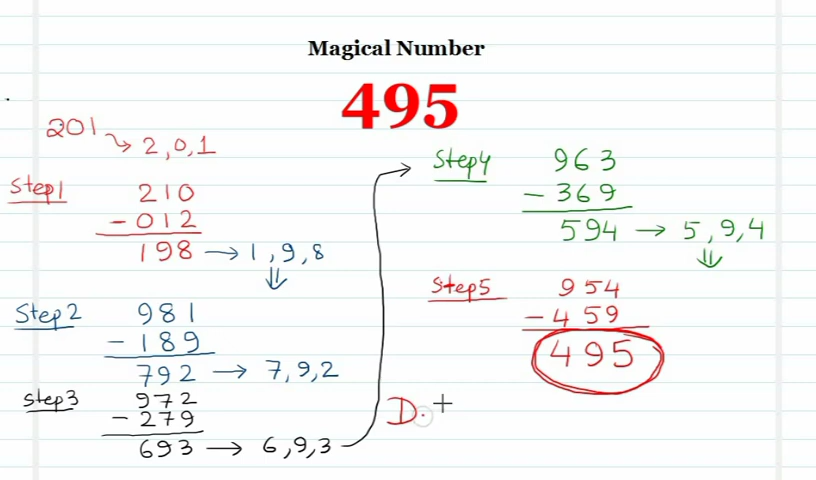 Magical Number
495
201
2,0,1
Step1
210
-012
198 → 1,9,8
⇓
Step2
981
-189
792 → 7,9,2
Step3
972
-279
693 → 6,9,3
Step4
963
-369
594 → 5,9,4
⇓
Step5
954
-459
495
D.